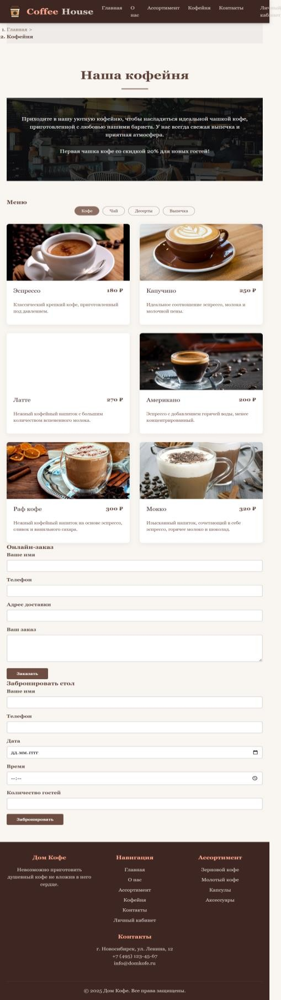 Coffee House
Главная
О
нас
Ассортимент
Кофейня
Контакты
Личный
кабинет
1. Главная >
2. Кофейня
Наша кофейня
Приходите в нашу уютную кофейню, чтобы насладиться идеальной чашкой кофе,
приготовленной с любовью нашими бариста. У нас всегда свежая выпечка и
приятная атмосфера.
Первая чашка кофе со скидкой 20% для новых гостей!
Меню
Кофе
Чай
Десерты
Выпечка
Эспрессо
180 ₽
Классический крепкий кофе, приготовленный
под давлением.
Капучино
250 ₽
Идеальное соотношение эспрессо, молока и
молочной пены.
Латте
270 ₽
Нежный кофейный напиток с большим
количеством вспененного молока.
Американо
200 ₽
Эспрессо с добавлением горячей воды, менее
концентрированный.
Раф кофе
300 ₽
Нежный кофейный напиток на основе эспрессо,
сливок и ванильного сахара.
Мокко
320 ₽
Изысканный напиток, сочетающий в себе
эспрессо, горячее молоко и шоколад.
Онлайн-заказ
Ваше имя
Телефон
Адрес доставки
Ваш заказ
Заказать
Забронировать стол
Ваше имя
Телефон
Дата
дд.мм.гггг
Время
--:--
Количество гостей
Забронировать
Дом Кофе
Невозможно приготовить
душевный кофе не вложив в него
сердце.
Навигация
Главная
О нас
Ассортимент
Кофейня
Контакты
Личный кабинет
Ассортимент
Зерновой кофе
Молотый кофе
Капсулы
Аксессуары
Контакты
г. Новосибирск, ул. Ленина, 12
+7 (495) 123-45-67
info@domkofe.ru
© 2025 Дом Кофе. Все права защищены.